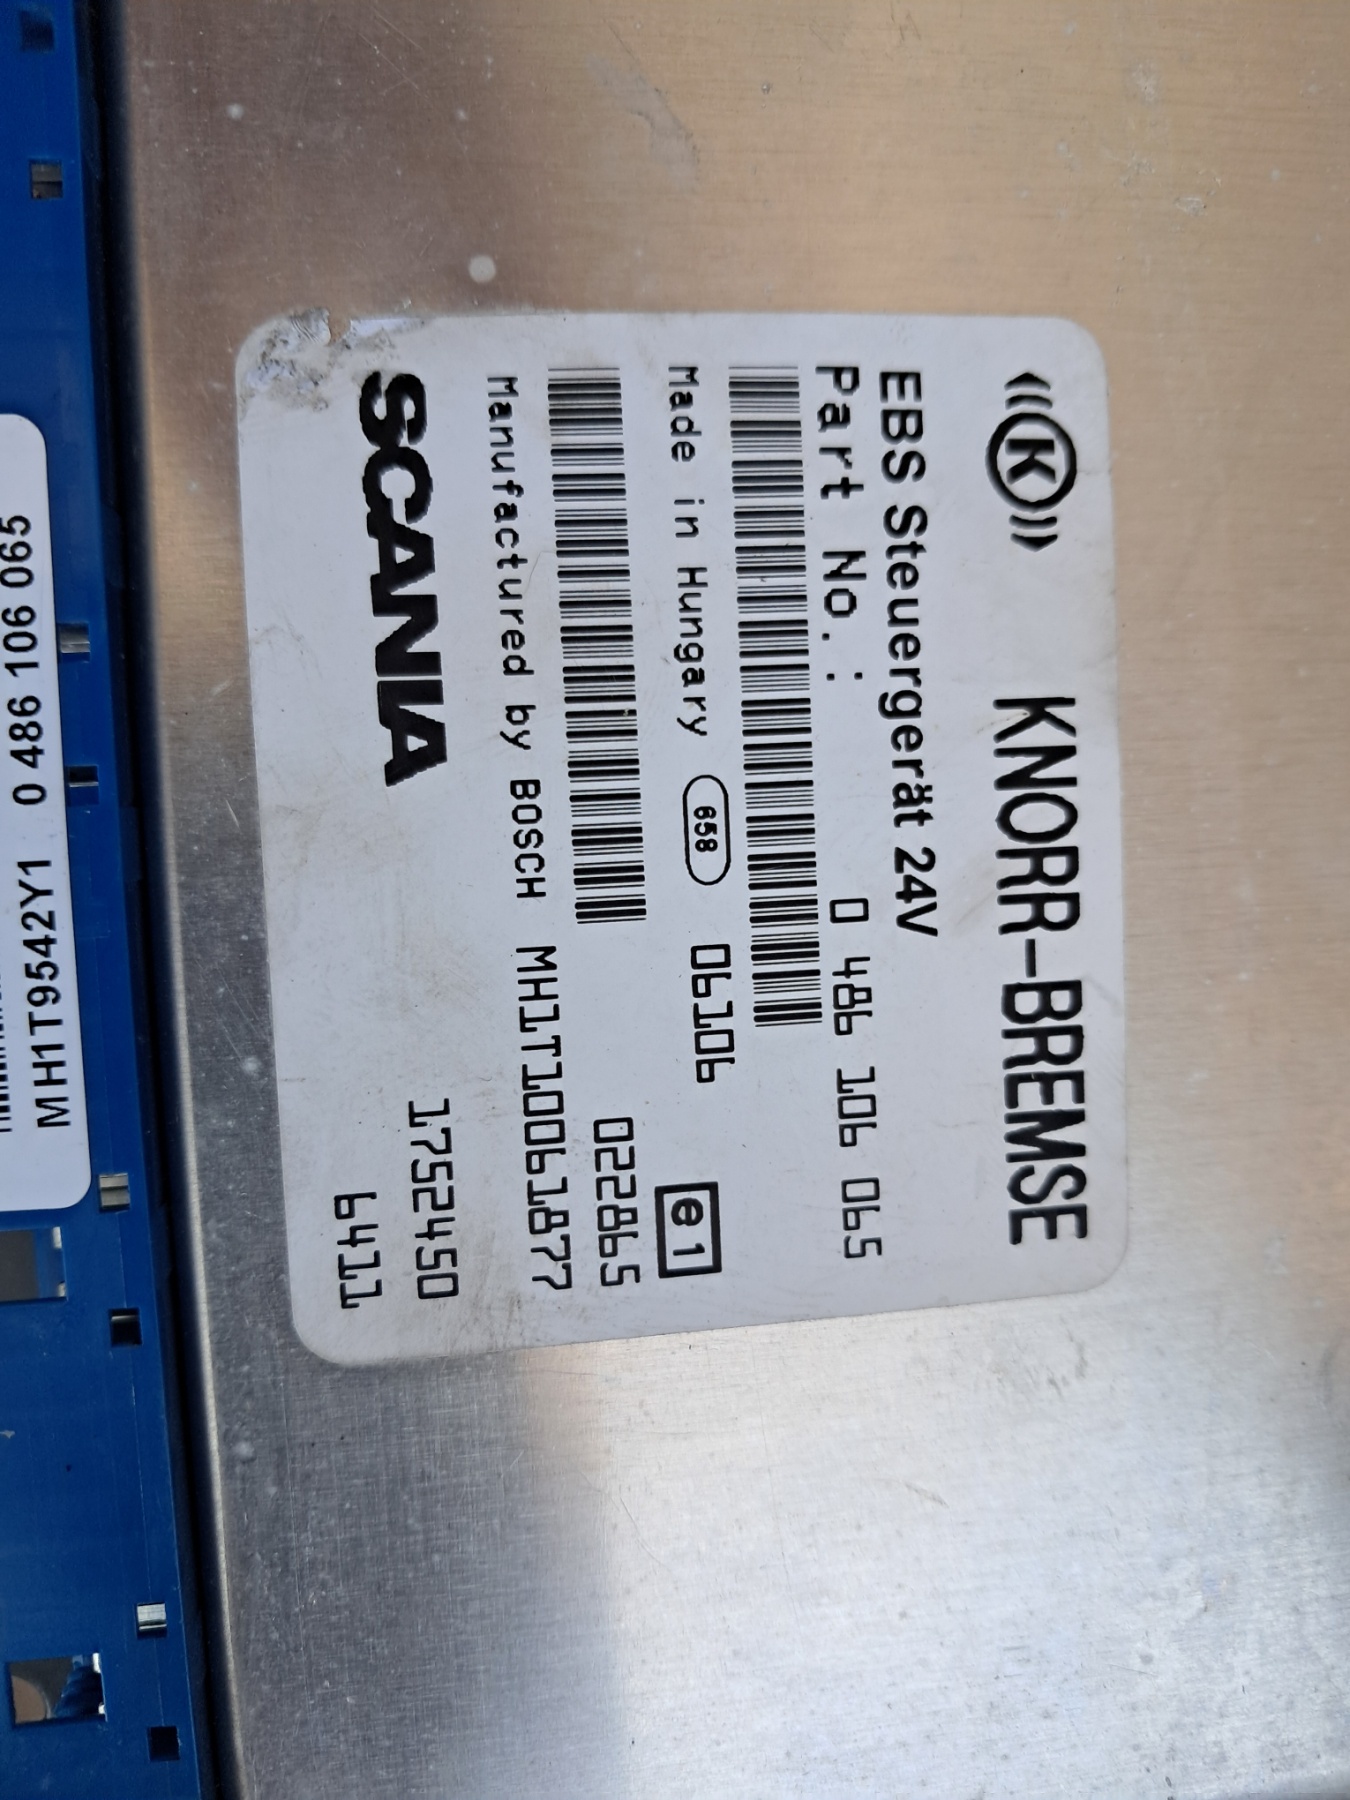 K KNORR-BREMSE
EBS Steuergerät 24V
Part No.: 0 486 106 065
Made in Hungary 658 06106 e1
02865
Manufactured by BOSCH MH1T10061877
SCANIA 1752450
6411
0 486 106 065
MH1T9542Y1